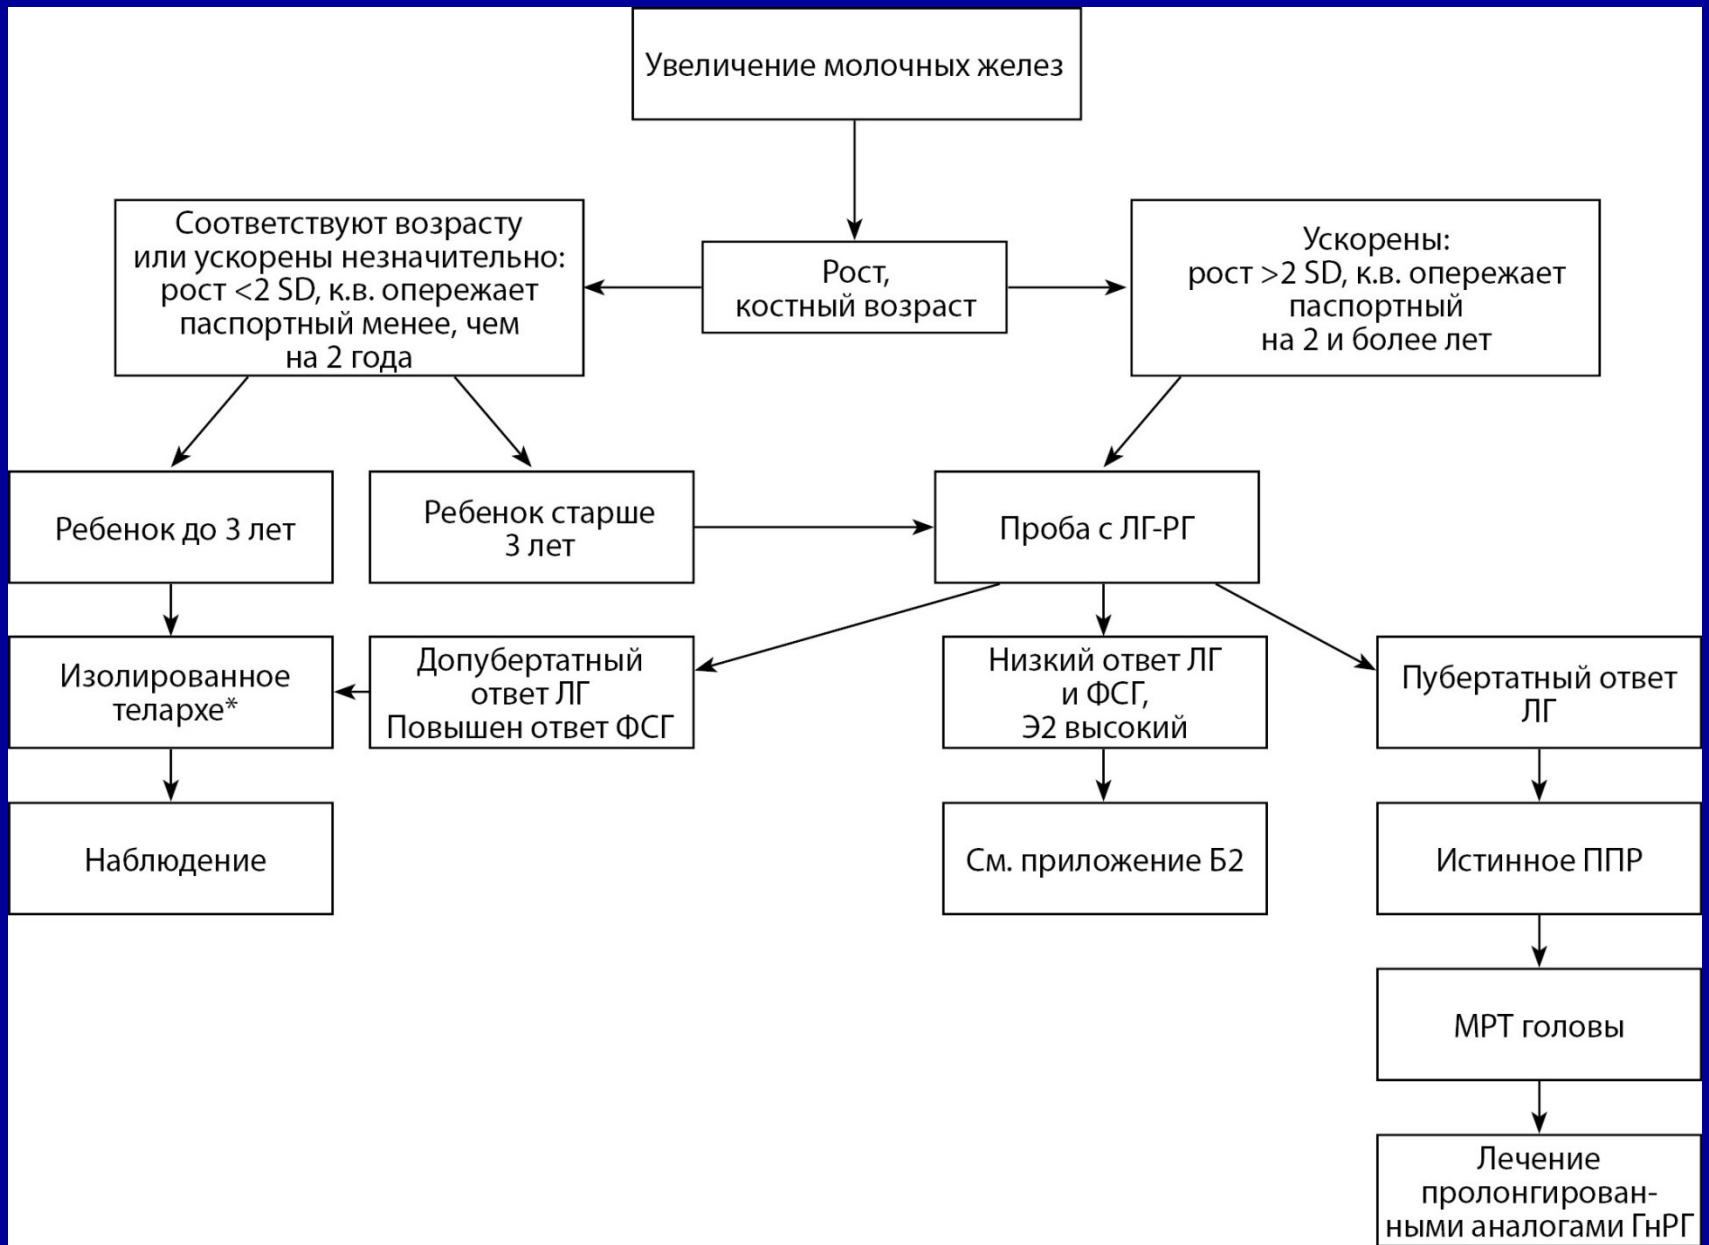 Увеличение молочных желез
Соответствуют возрасту
или ускорены незначительно:
рост <2 SD, к.в. опережает
паспортный менее, чем
на 2 года
Рост,
костный возраст
Ускорены:
рост >2 SD, к.в. опережает
паспортный
на 2 и более лет
Ребенок до 3 лет
Ребенок старше
3 лет
Проба с ЛГ-РГ
Изолированное
телархе*
Допубертатный
ответ ЛГ
Повышен ответ ФСГ
Низкий ответ ЛГ
и ФСГ,
Э2 высокий
Пубертатный ответ
ЛГ
Наблюдение
См. приложение Б2
Истинное ППР
МРТ головы
Лечение
пролонгирован-
ными аналогами ГнРГ